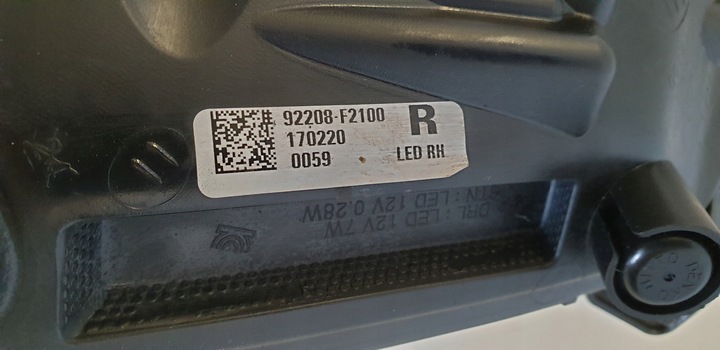 92208-F2100
170220
0059
R
LED RH
DRL : LED 12V 7W
: LED 12V 0.28W